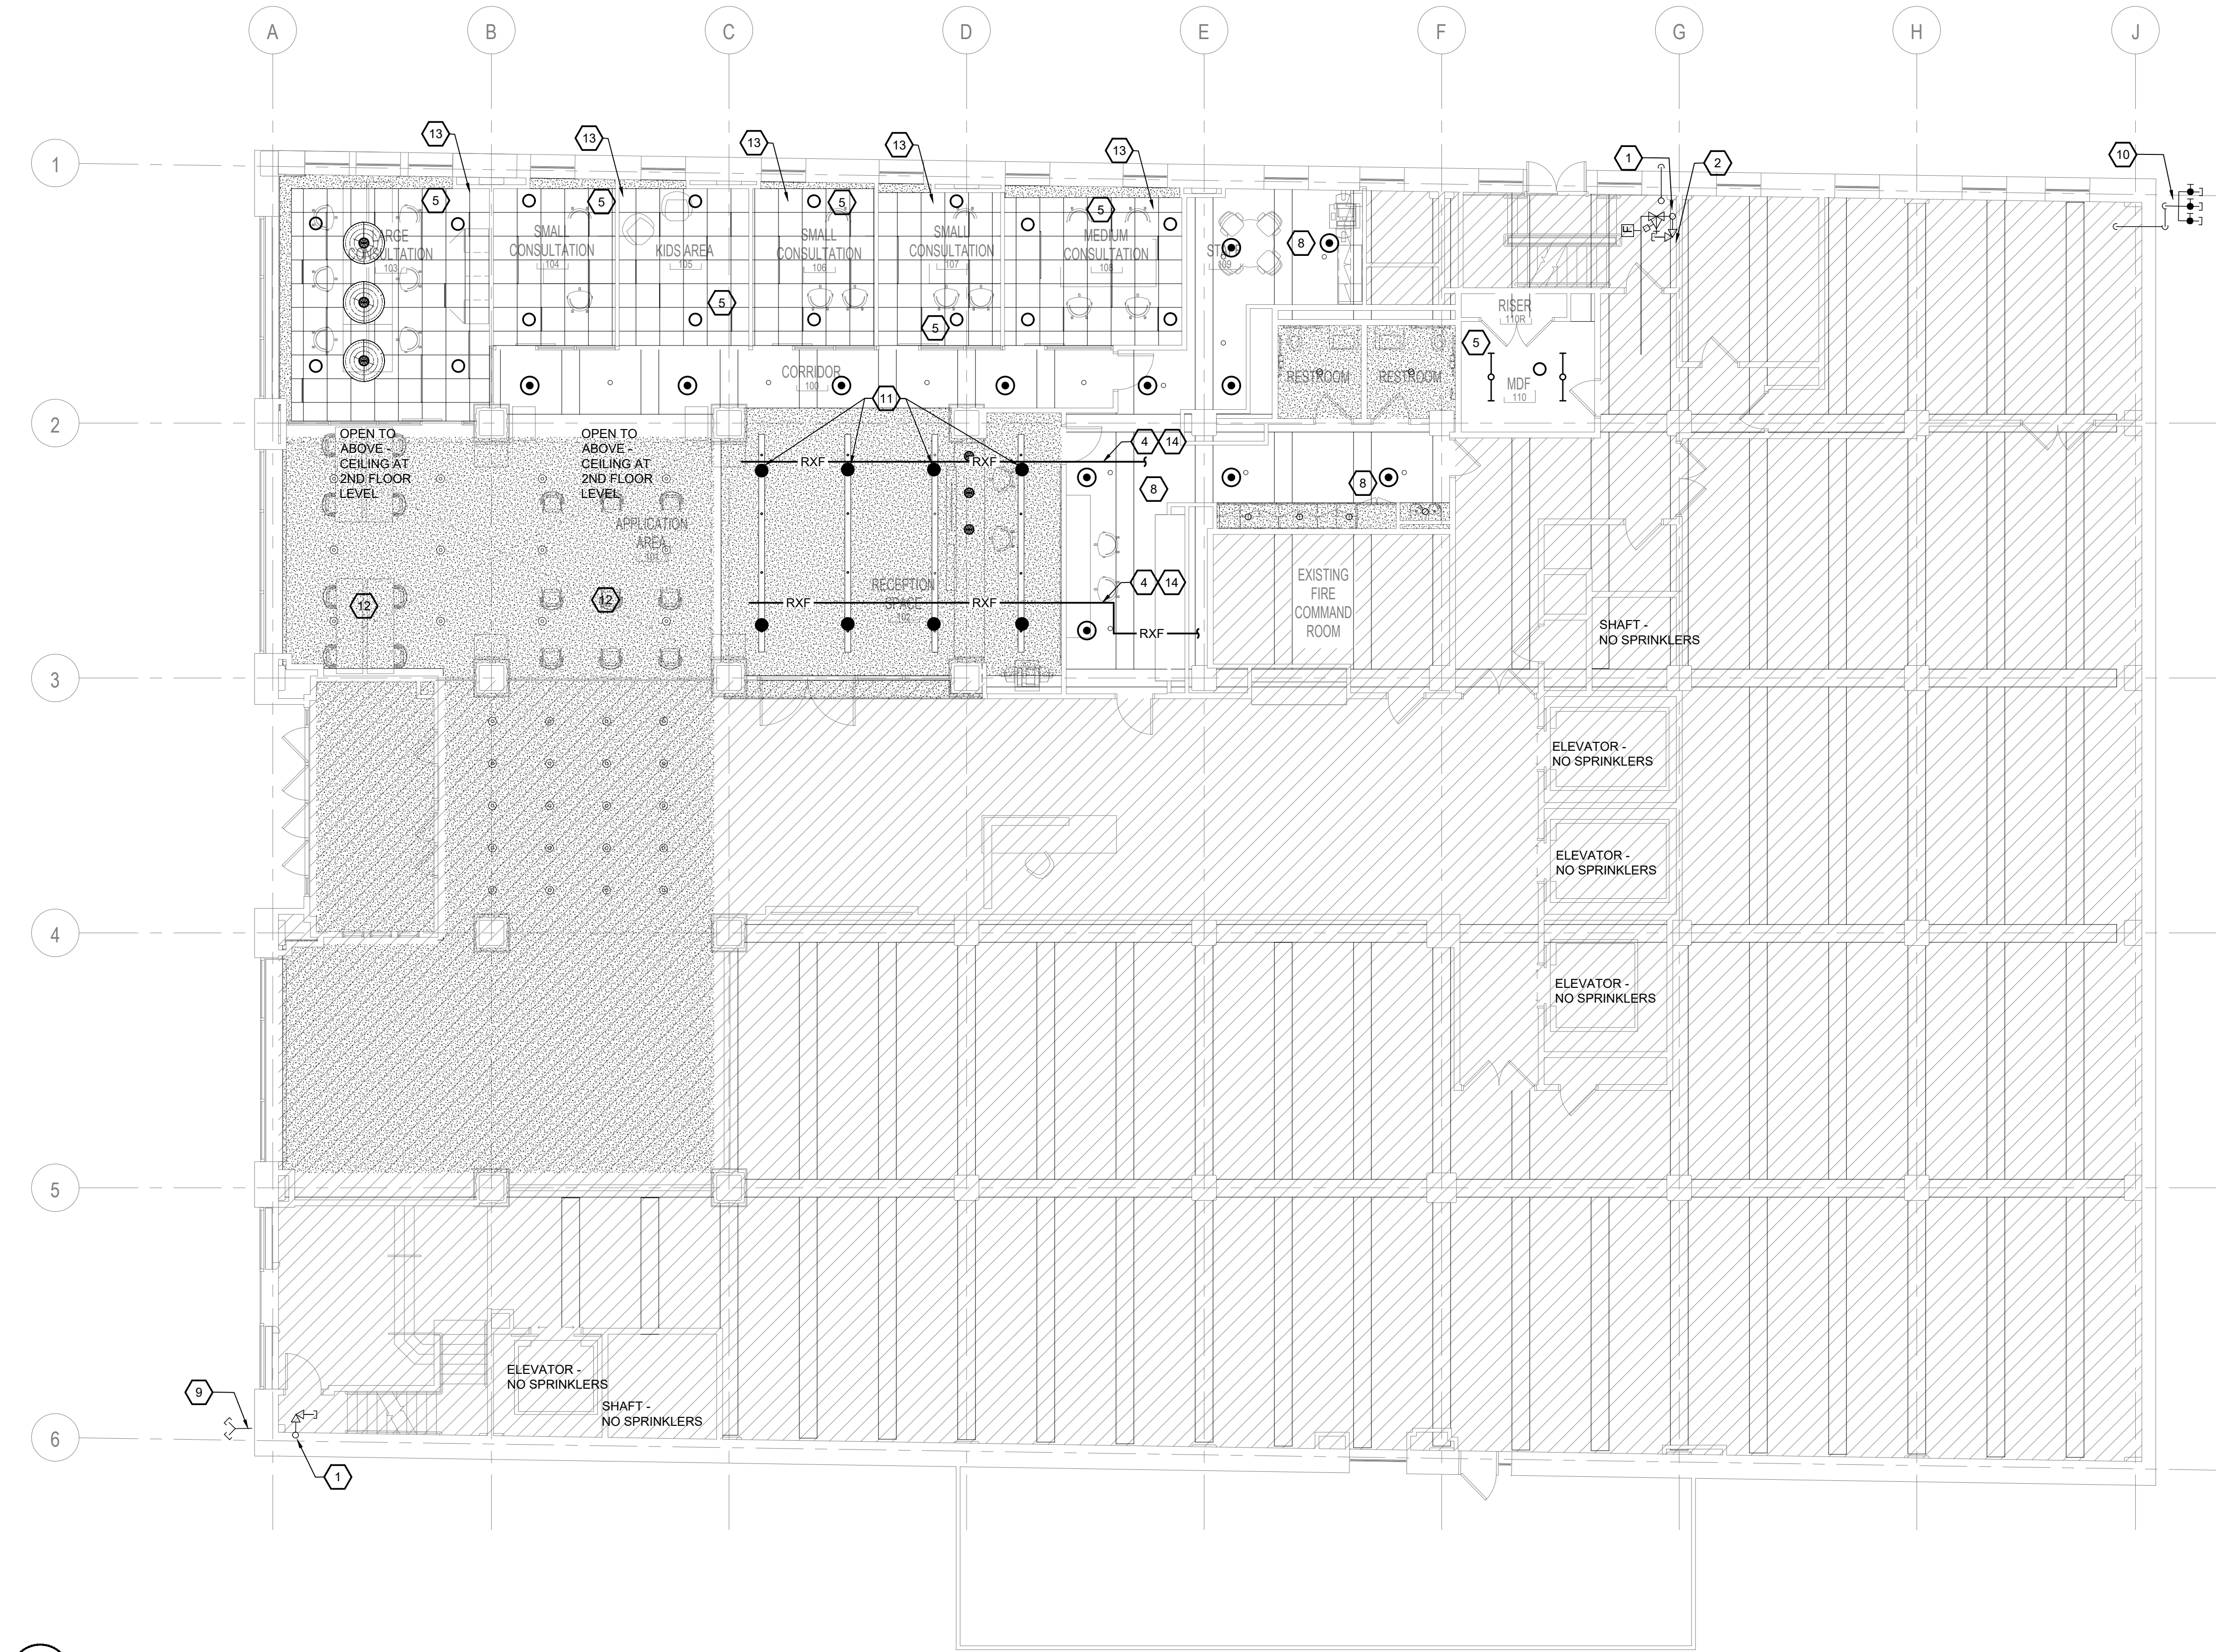 A
B
C
D
E
F
G
H
J
1
13
13
13
13
13
1
2
10
5
5
5
5
LARGE
CONSULTATION
103
SMALL
CONSULTATION
104
KIDS AREA
105
SMALL
CONSULTATION
106
SMALL
CONSULTATION
107
MEDIUM
CONSULTATION
108
STAFF
109
8
F
5
5
RISER
110R
5
CORRIDOR
100
RESTROOM
RESTROOM
MDF
110
11
2
OPEN TO
ABOVE -
CEILING AT
2ND FLOOR
LEVEL
OPEN TO
ABOVE -
CEILING AT
2ND FLOOR
LEVEL
RXF
RXF
4
14
8
8
APPLICATION
AREA
101
RECEPTION
SPACE
102
12
12
RXF
RXF
RXF
4
14
EXISTING
FIRE
COMMAND
ROOM
SHAFT -
NO SPRINKLERS
3
ELEVATOR -
NO SPRINKLERS
ELEVATOR -
NO SPRINKLERS
4
ELEVATOR -
NO SPRINKLERS
5
ELEVATOR -
NO SPRINKLERS
SHAFT -
NO SPRINKLERS
9
6
1